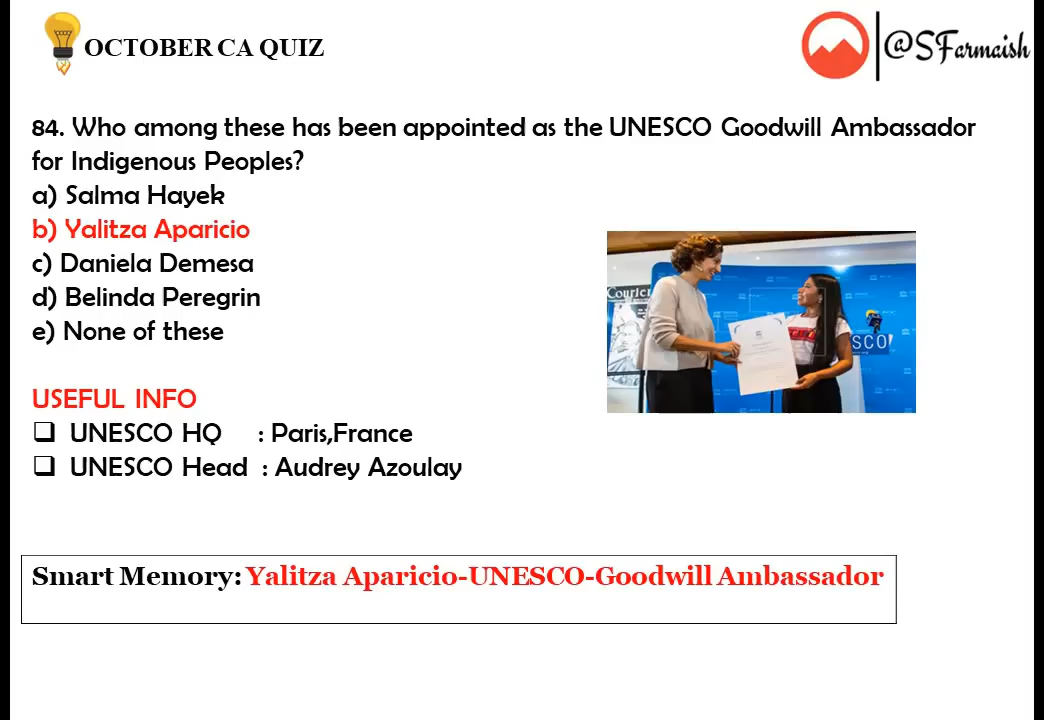 OCTOBER CA QUIZ
@SFarmaish
84. Who among these has been appointed as the UNESCO Goodwill Ambassador
for Indigenous Peoples?
a) Salma Hayek
b) Yalitza Aparicio
c) Daniela Demesa
d) Belinda Peregrin
e) None of these
Courier
SCO
USEFUL INFO
❑ UNESCO HQ : Paris,France
❑ UNESCO Head : Audrey Azoulay
Smart Memory: Yalitza Aparicio-UNESCO-Goodwill Ambassador